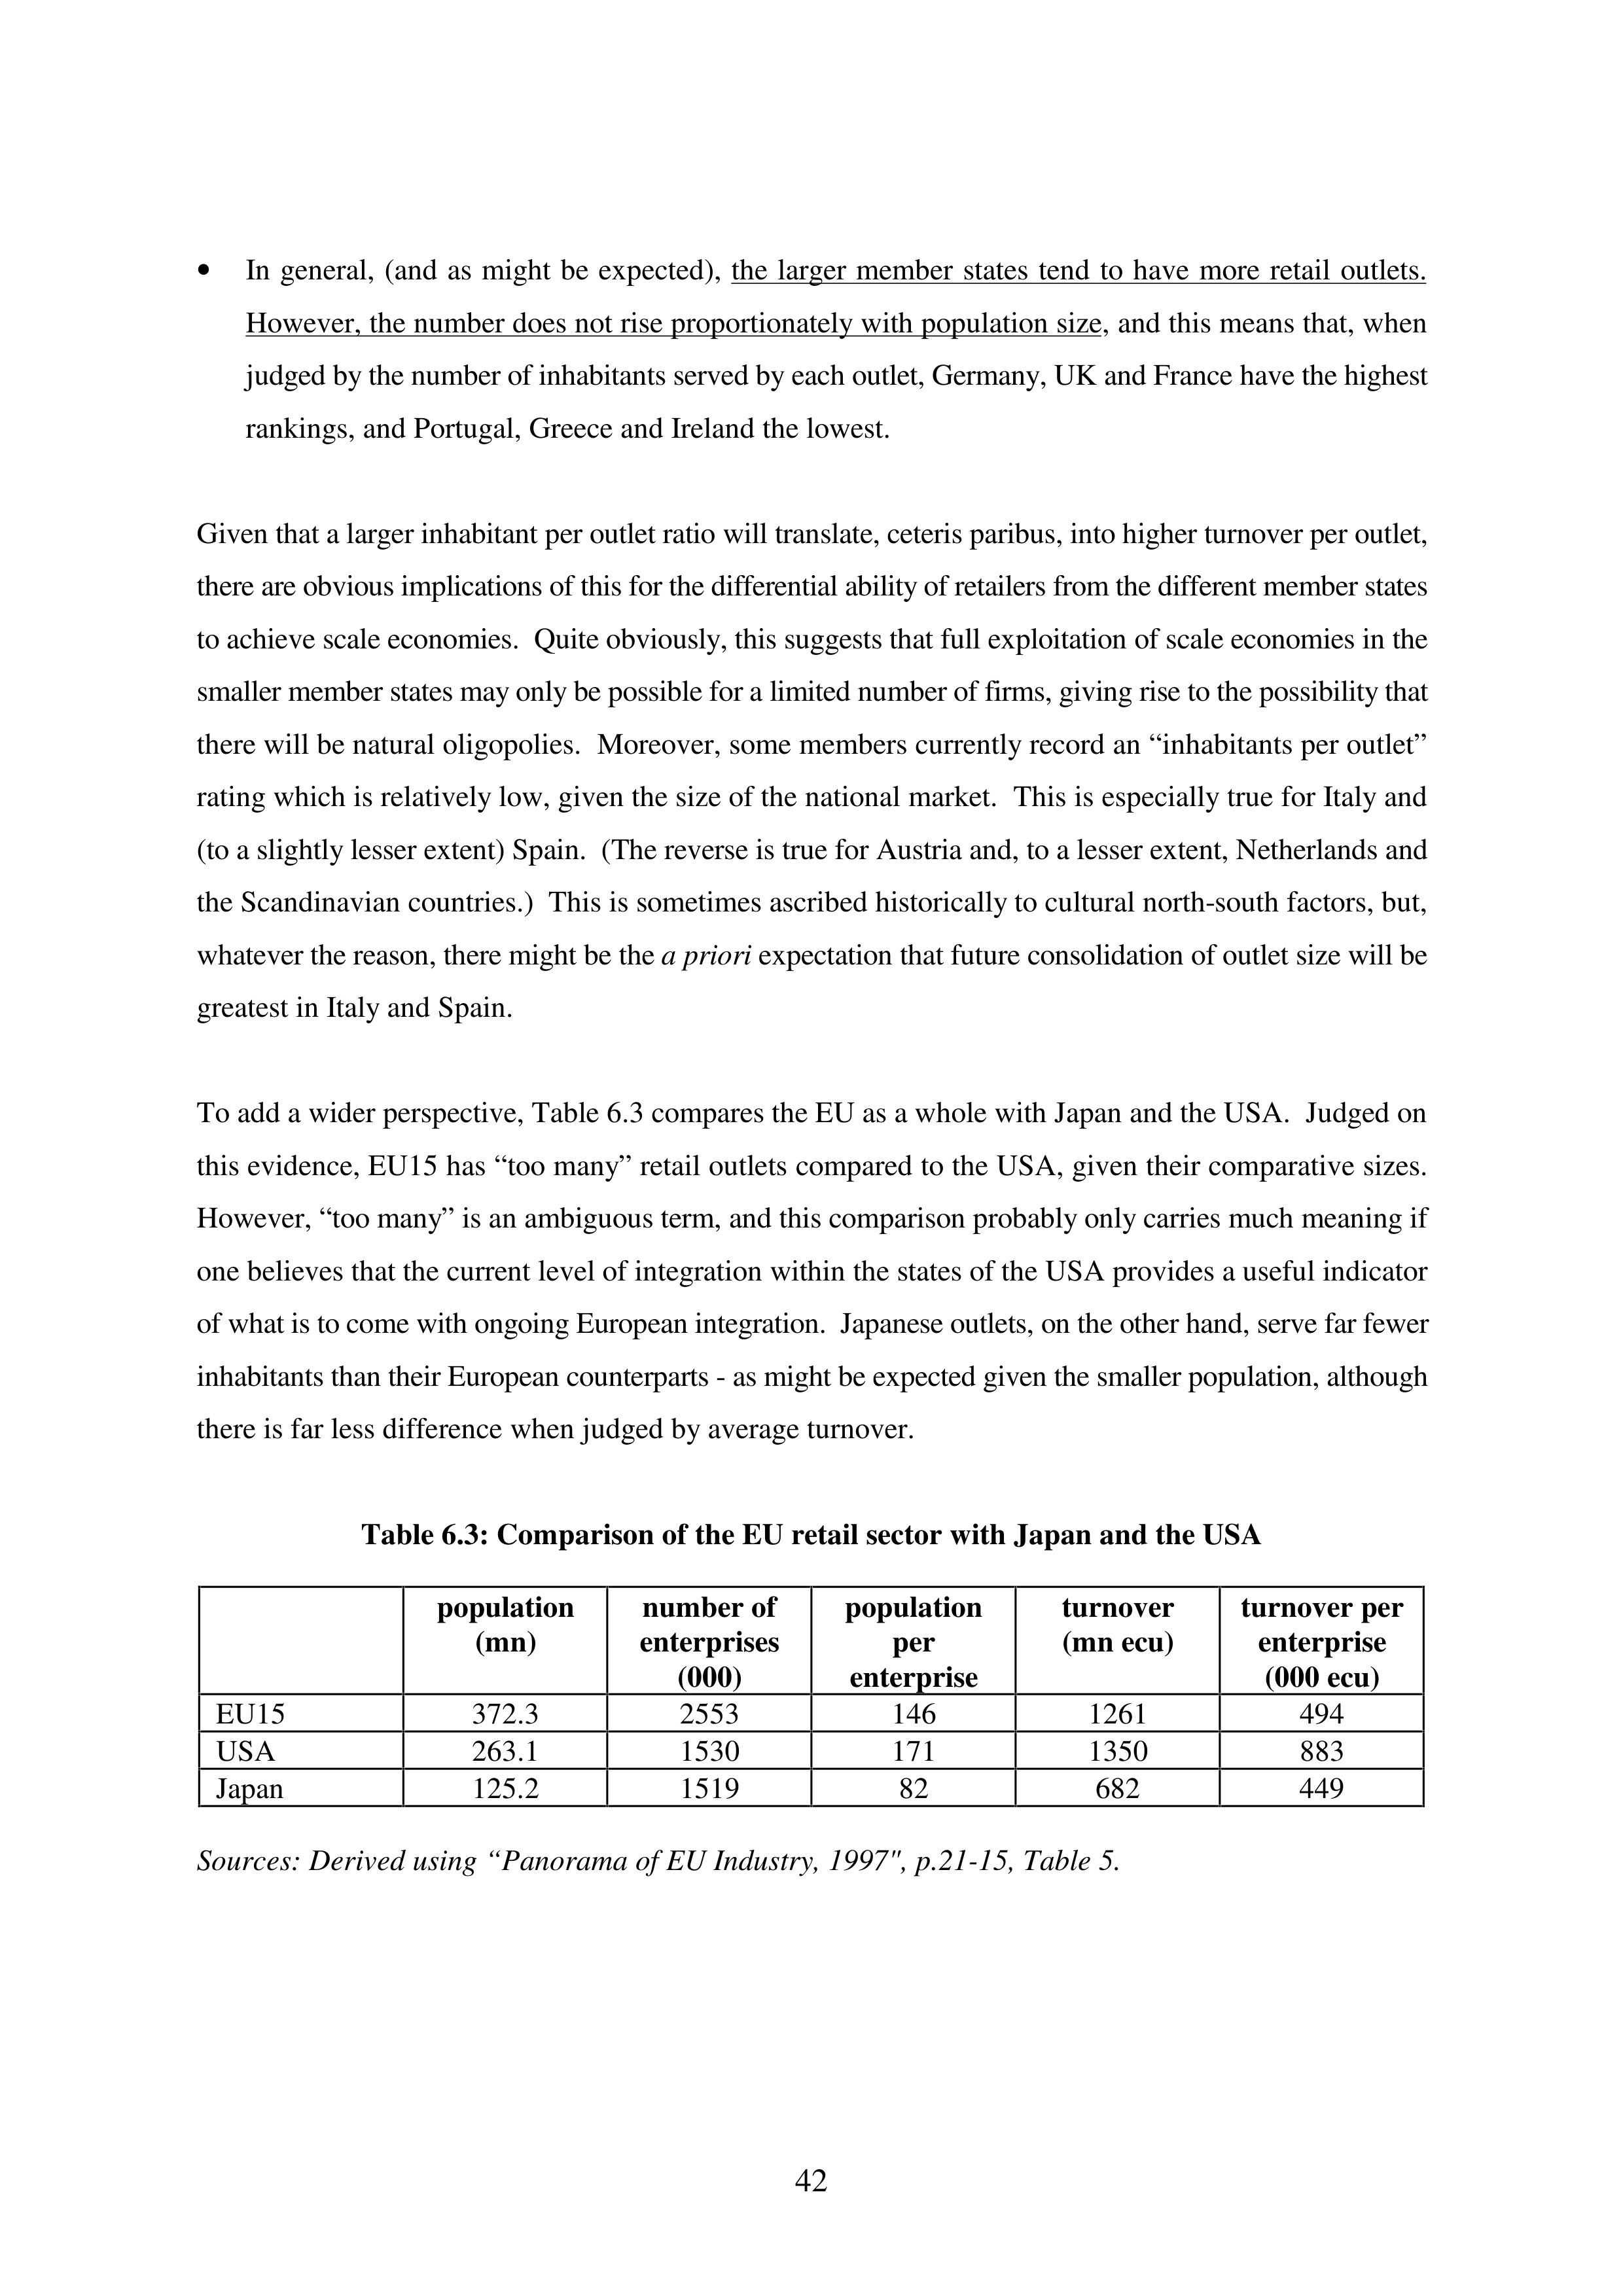 • In general, (and as might be expected), the larger member states tend to have more retail outlets.
However, the number does not rise proportionately with population size, and this means that, when
judged by the number of inhabitants served by each outlet, Germany, UK and France have the highest
rankings, and Portugal, Greece and Ireland the lowest.
Given that a larger inhabitant per outlet ratio will translate, ceteris paribus, into higher turnover per outlet,
there are obvious implications of this for the differential ability of retailers from the different member states
to achieve scale economies. Quite obviously, this suggests that full exploitation of scale economies in the
smaller member states may only be possible for a limited number of firms, giving rise to the possibility that
there will be natural oligopolies. Moreover, some members currently record an “inhabitants per outlet”
rating which is relatively low, given the size of the national market. This is especially true for Italy and
(to a slightly lesser extent) Spain. (The reverse is true for Austria and, to a lesser extent, Netherlands and
the Scandinavian countries.) This is sometimes ascribed historically to cultural north-south factors, but,
whatever the reason, there might be the a priori expectation that future consolidation of outlet size will be
greatest in Italy and Spain.
To add a wider perspective, Table 6.3 compares the EU as a whole with Japan and the USA. Judged on
this evidence, EU15 has “too many” retail outlets compared to the USA, given their comparative sizes.
However, “too many” is an ambiguous term, and this comparison probably only carries much meaning if
one believes that the current level of integration within the states of the USA provides a useful indicator
of what is to come with ongoing European integration. Japanese outlets, on the other hand, serve far fewer
inhabitants than their European counterparts - as might be expected given the smaller population, although
there is far less difference when judged by average turnover.
Table 6.3: Comparison of the EU retail sector with Japan and the USA
population number of population turnover turnover per
(mn) enterprises per (mn ecu) enterprise
(000) enterprise (000 ecu)
EU15 372.3 2553 146 1261 494
USA 263.1 1530 171 1350 883
Japan 125.2 1519 82 682 449
Sources: Derived using “Panorama of EU Industry, 1997", p.21-15, Table 5.
42